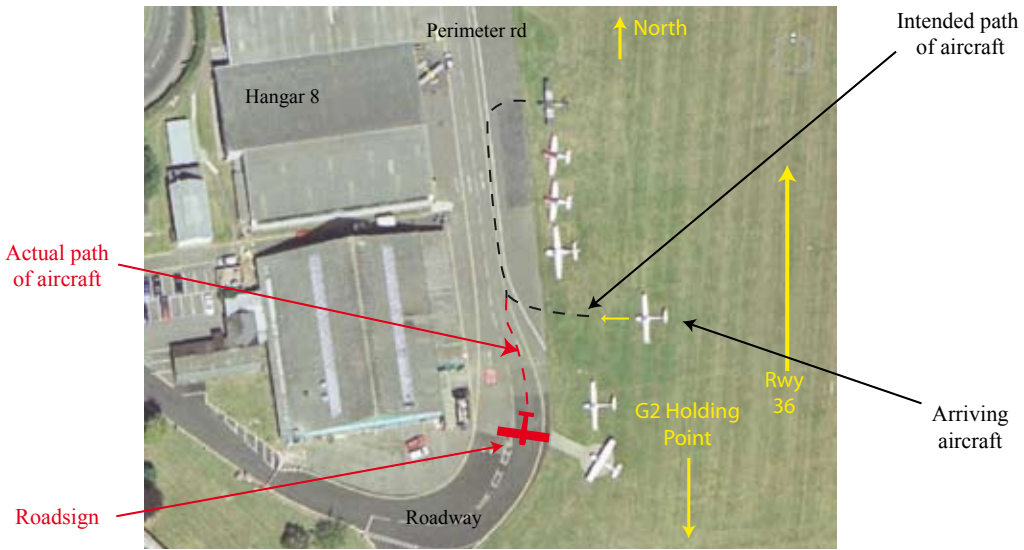 Perimeter rd
North
Intended path
of aircraft
Hangar 8
Actual path
of aircraft
Rwy
36
G2 Holding
Point
Arriving
aircraft
Roadsign
Roadway